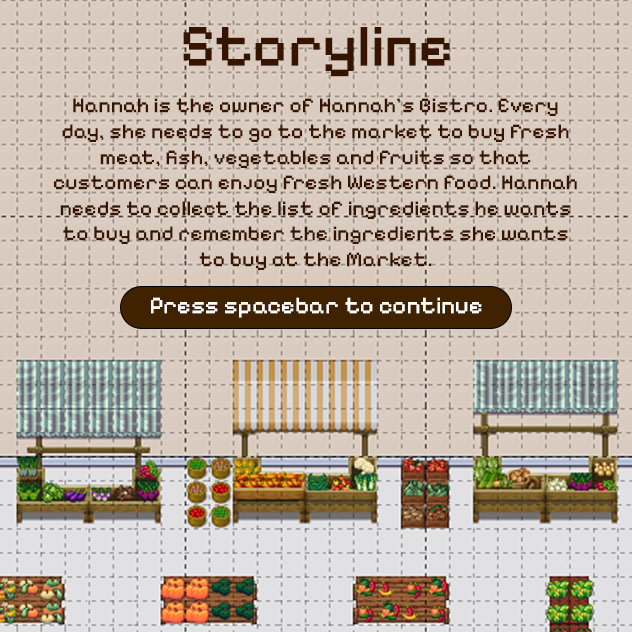 Storyline
Hannah is the owner of Hannah's Bistro. Every
day, she needs to go to the market to buy fresh
meat, fish, vegetables and fruits so that
customers can enjoy fresh Western food. Hannah
needs to collect the list of ingredients he wants
to buy and remember the ingredients she wants
to buy at the Market.
Press spacebar to continue